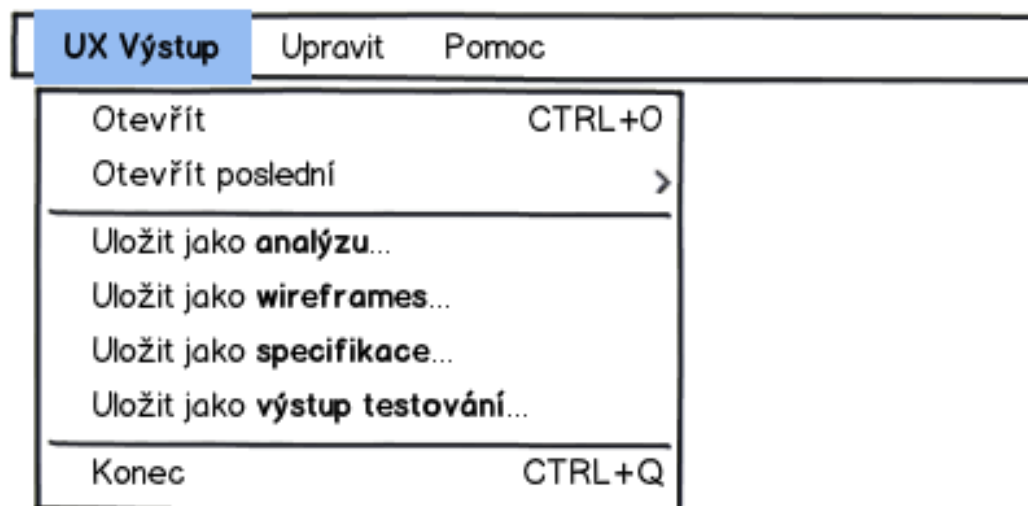 UX Výstup Upravit Pomoc
Otevřít CTRL+O
Otevřít poslední >
Uložit jako analýzu...
Uložit jako wireframes...
Uložit jako specifikace...
Uložit jako výstup testování...
Konec CTRL+Q